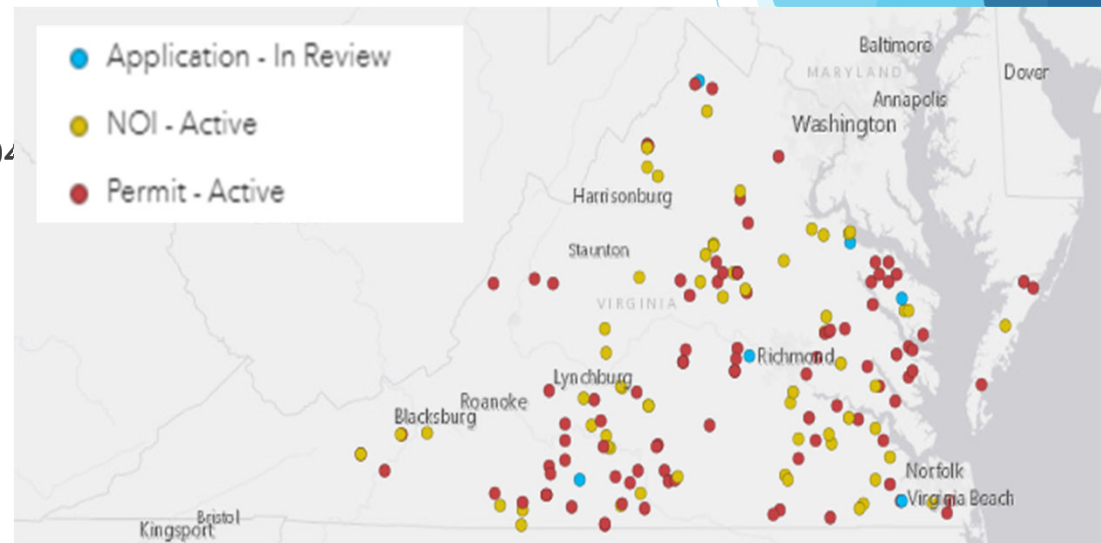 Application - In Review
NOI - Active
Permit - Active
Baltimore
MARYLAND
Dover
Annapolis
Washington
Harrisonburg
Staunton
VIRGINIA
Richmond
Lynchburg
Roanoke
Blacksburg
Norfolk
Virginia Beach
Bristol
Kingsport